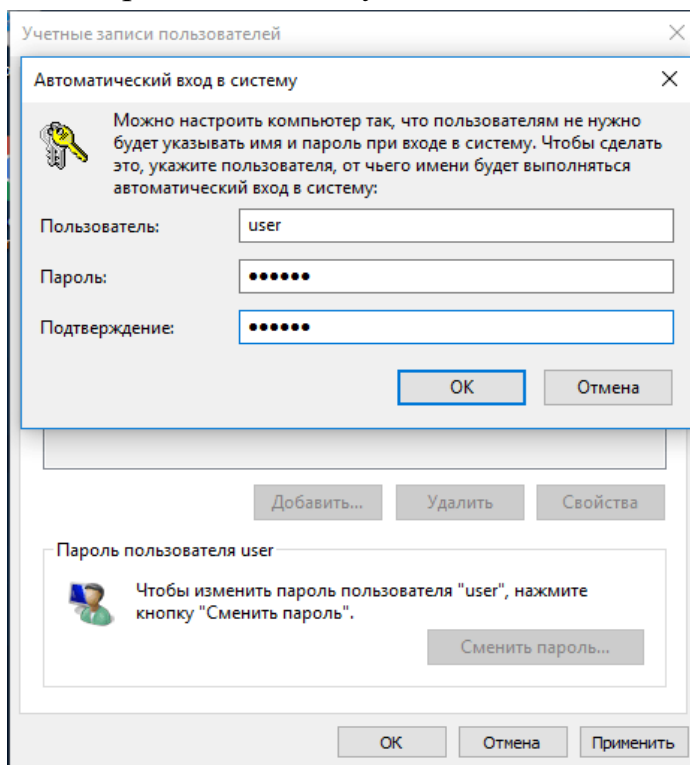 Учетные записи пользователей
Автоматический вход в систему
Можно настроить компьютер так, что пользователям не нужно
будет указывать имя и пароль при входе в систему. Чтобы сделать
это, укажите пользователя, от чьего имени будет выполняться
автоматический вход в систему:
Пользователь: user
Пароль: ●●●●●●
Подтверждение: ●●●●●●
ОК Отмена
Добавить... Удалить Свойства
Пароль пользователя user
Чтобы изменить пароль пользователя "user", нажмите
кнопку "Сменить пароль".
Сменить пароль...
ОК Отмена Применить